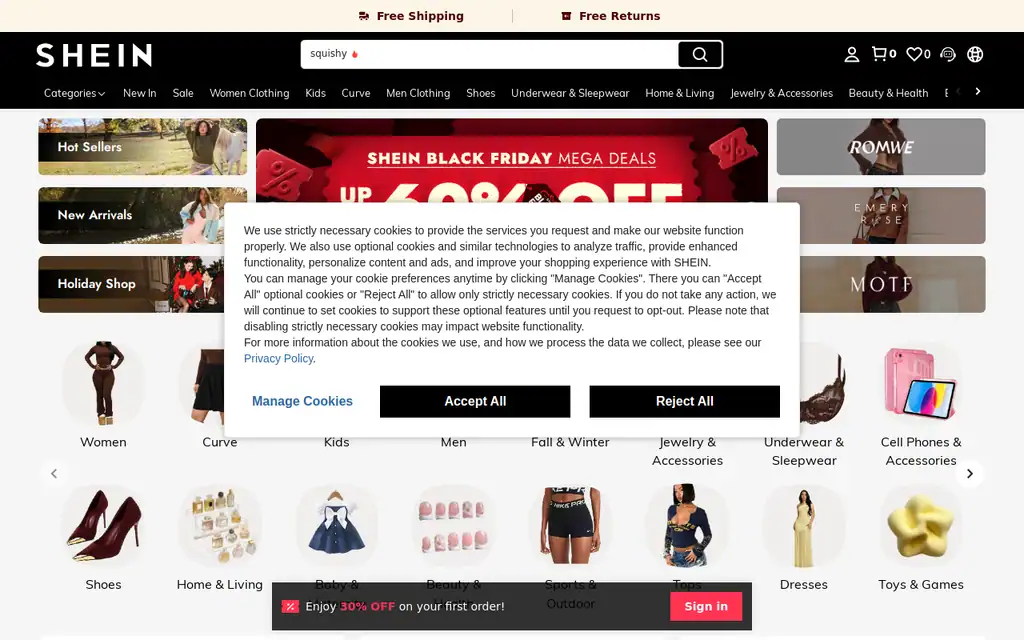 Free Shipping
Free Returns
SHEIN
squishy
0
0
Categories
New In
Sale
Women Clothing
Kids
Curve
Men Clothing
Shoes
Underwear & Sleepwear
Home & Living
Jewelry & Accessories
Beauty & Health
Hot Sellers
New Arrivals
Holiday Shop
SHEIN BLACK FRIDAY MEGA DEALS
UP 60% OFF
ROMWE
EMERY
ROSE
MOTF
We use strictly necessary cookies to provide the services you request and make our website function
properly. We also use optional cookies and similar technologies to analyze traffic, provide enhanced
functionality, personalize content and ads, and improve your shopping experience with SHEIN.
You can manage your cookie preferences anytime by clicking "Manage Cookies". There you can "Accept
All" optional cookies or "Reject All" to allow only strictly necessary cookies. If you do not take any action, we
will continue to set cookies to support these optional features until you request to opt-out. Please note that
disabling strictly necessary cookies may impact website functionality.
For more information about the cookies we use, and how we process the data we collect, please see our
Privacy Policy.
Manage Cookies
Accept All
Reject All
Women
Curve
Kids
Men
Fall & Winter
Jewelry &
Accessories
Underwear &
Sleepwear
Cell Phones &
Accessories
Shoes
Home & Living
Baby &
Beauty &
Sports &
Outdoor
Tops
Dresses
Toys & Games
Enjoy 30% OFF on your first order!
Sign in